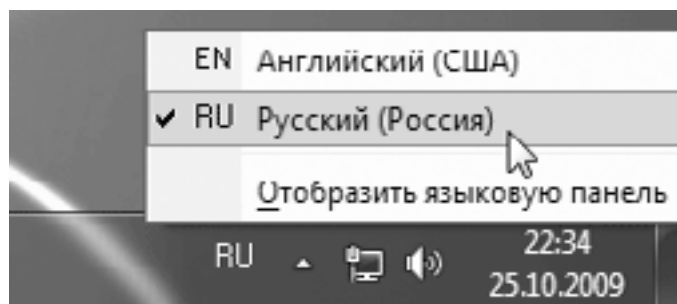 EN Английский (США)
RU Русский (Россия)
Отобразить языковую панель
RU 22:34
25.10.2009